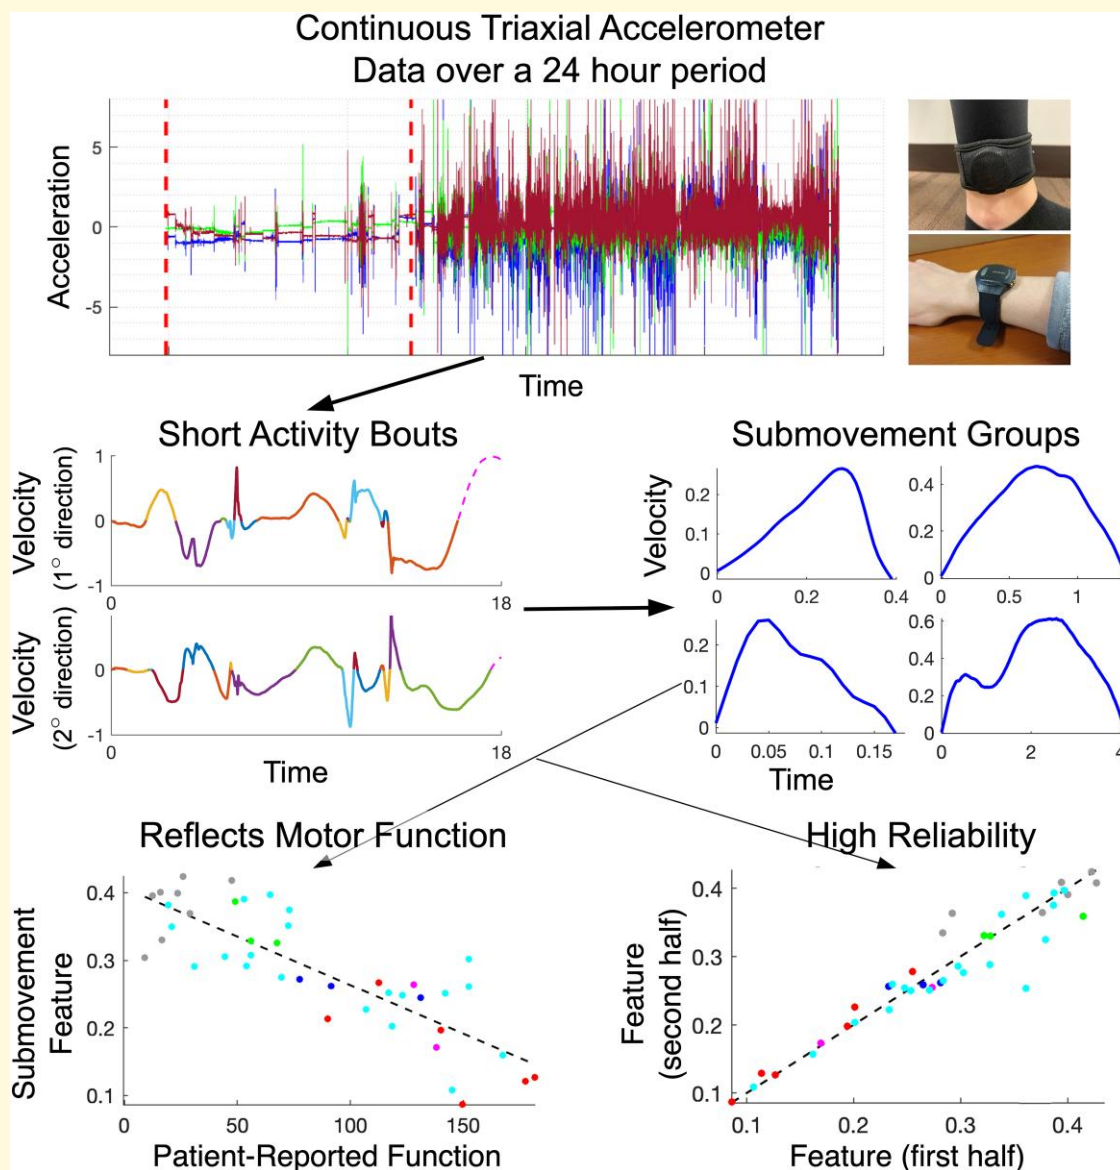 Continuous Triaxial Accelerometer
Data over a 24 hour period
Acceleration
5
0
-5
Time
Short Activity Bouts
Velocity
(1° direction)
1
0
-1
0
18
Velocity
(2° direction)
0
-1
0
18
Time
Submovement Groups
Velocity
0.2
0.1
0
0
0.2
0.4
0.4
0.2
0
0
0.5
1
0.2
0.1
0
0
0.05
0.1
0.15
0.6
0.4
0.2
0
0
2
4
Time
Reflects Motor Function
Submovement
Feature
0.4
0.3
0.2
0.1
0
50
100
150
Patient-Reported Function
High Reliability
Feature
(second half)
0.4
0.3
0.2
0.1
0.1
0.2
0.3
0.4
Feature (first half)